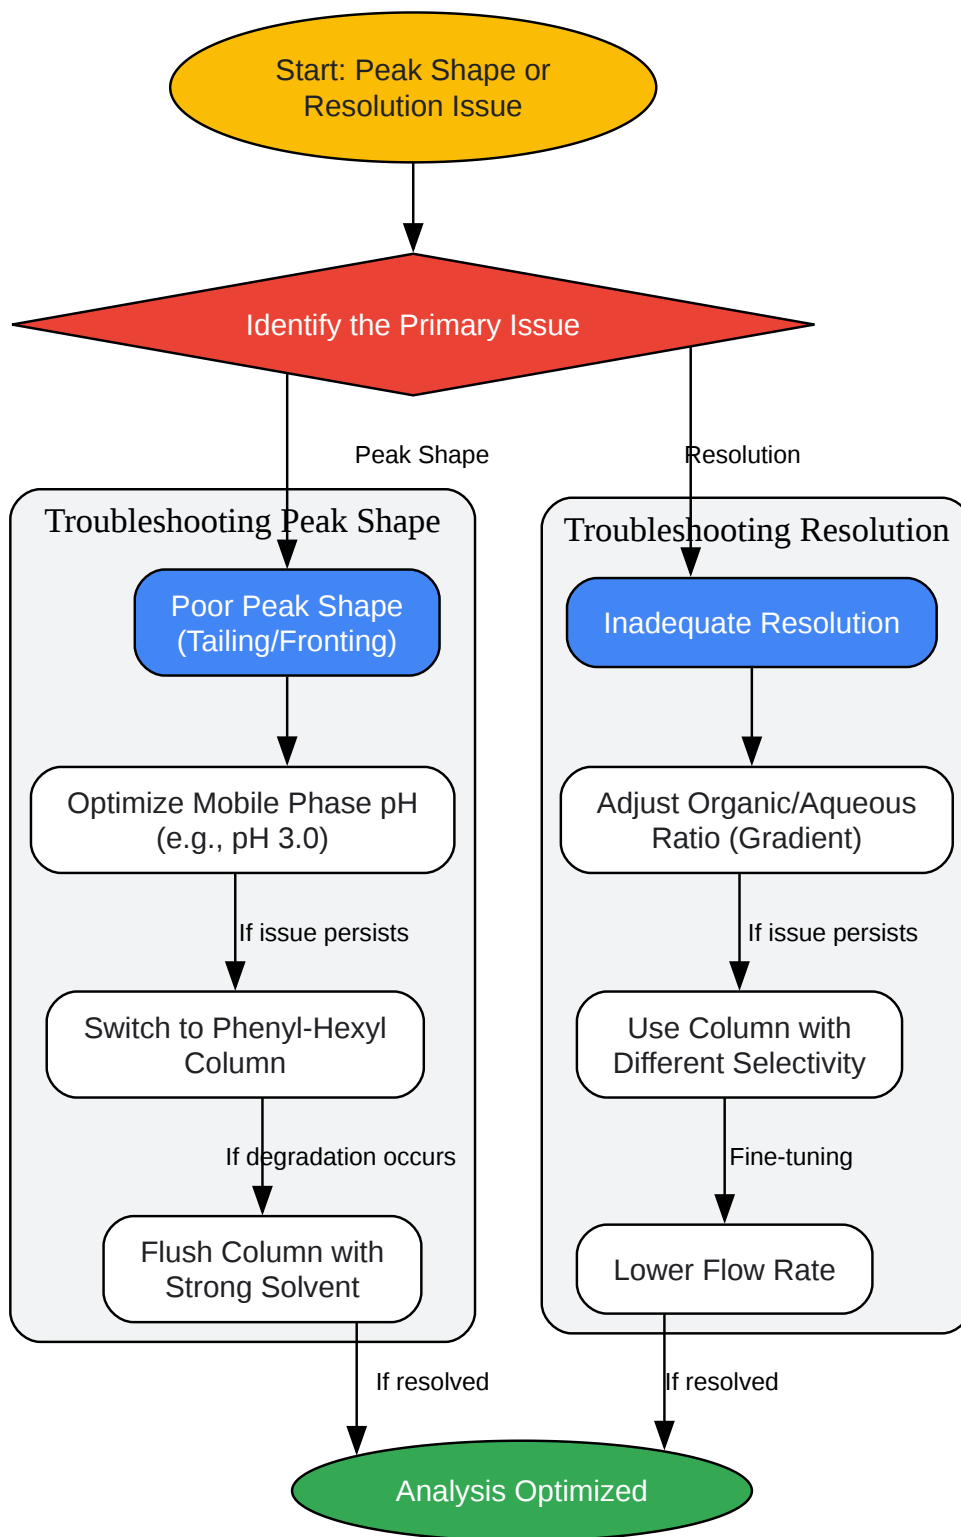 Start: Peak Shape or
Resolution Issue
Identify the Primary Issue
Peak Shape
Resolution
Troubleshooting Peak Shape
Troubleshooting Resolution
Poor Peak Shape
(Tailing/Fronting)
Inadequate Resolution
Optimize Mobile Phase pH
(e.g., pH 3.0)
Adjust Organic/Aqueous
Ratio (Gradient)
If issue persists
If issue persists
Switch to Phenyl-Hexyl
Column
Use Column with
Different Selectivity
If degradation occurs
Fine-tuning
Flush Column with
Strong Solvent
Lower Flow Rate
If resolved
If resolved
Analysis Optimized